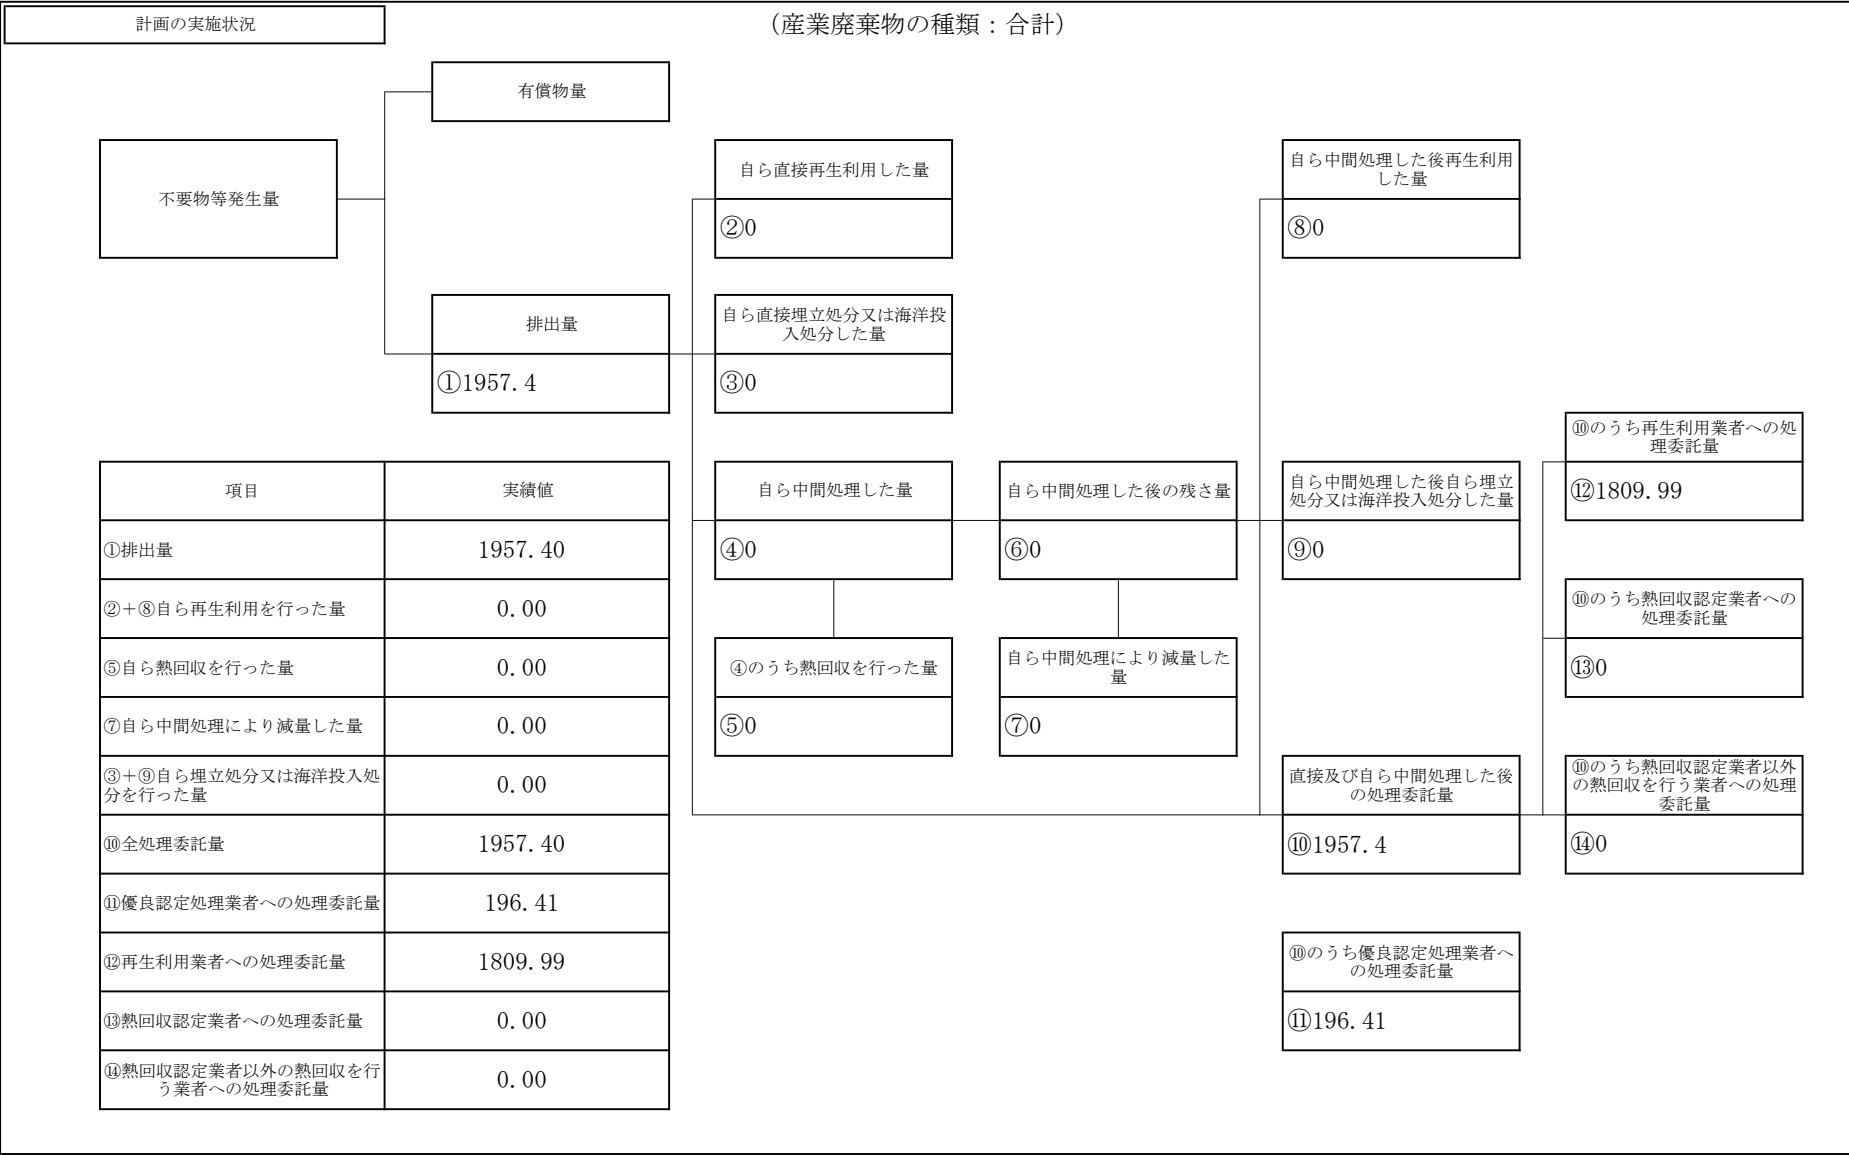 計画の実施状況
（産業廃棄物の種類：合計）
有償物量
不要物等発生量
自ら直接再生利用した量
②0
自ら中間処理した後再生利用
した量
⑧0
排出量
①1957.4
自ら直接埋立処分又は海洋投
入処分した量
③0
⑩のうち再生利用業者への処
理委託量
⑫1809.99
自ら中間処理した量
④0
自ら中間処理した後の残さ量
⑥0
自ら中間処理した後自ら埋立
処分又は海洋投入処分した量
⑨0
⑩のうち熱回収認定業者への
処理委託量
⑬0
④のうち熱回収を行った量
⑤0
自ら中間処理により減量した
量
⑦0
直接及び自ら中間処理した後
の処理委託量
⑩1957.4
⑩のうち熱回収認定業者以外
の熱回収を行う業者への処理
委託量
⑭0
⑩のうち優良認定処理業者へ
の処理委託量
⑪196.41
項目 実績値
①排出量 1957.40
②＋⑧自ら再生利用を行った量 0.00
⑤自ら熱回収を行った量 0.00
⑦自ら中間処理により減量した量 0.00
③＋⑨自ら埋立処分又は海洋投入処
分を行った量 0.00
⑩全処理委託量 1957.40
⑪優良認定処理業者への処理委託量 196.41
⑫再生利用業者への処理委託量 1809.99
⑬熱回収認定業者への処理委託量 0.00
⑭熱回収認定業者以外の熱回収を行
う業者への処理委託量 0.00